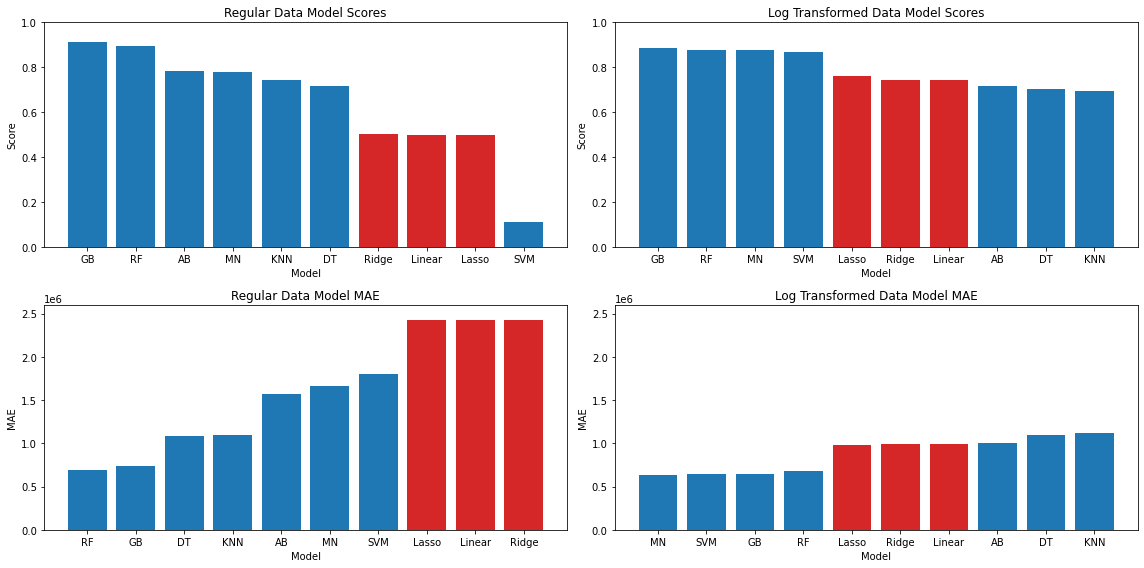 Regular Data Model Scores
1.0
0.8
0.6
0.4
0.2
0.0
Score
GB RF AB MN KNN DT Ridge Linear Lasso SVM
Model
Log Transformed Data Model Scores
1.0
0.8
0.6
0.4
0.2
0.0
Score
GB RF MN SVM Lasso Ridge Linear AB DT KNN
Model
Regular Data Model MAE
1e6
2.5
2.0
1.5
1.0
0.5
0.0
MAE
RF GB DT KNN AB MN SVM Lasso Linear Ridge
Model
Log Transformed Data Model MAE
1e6
2.5
2.0
1.5
1.0
0.5
0.0
MAE
MN SVM GB RF Lasso Ridge Linear AB DT KNN
Model